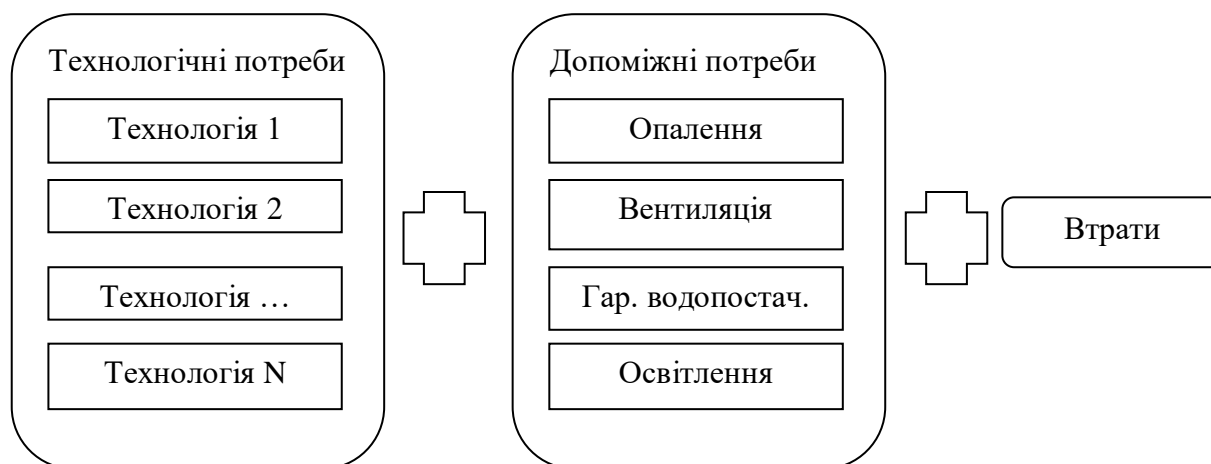 Технологічні потреби
Технологія 1
Технологія 2
Технологія …
Технологія N
Допоміжні потреби
Опалення
Вентиляція
Гар. водопостач.
Освітлення
Втрати